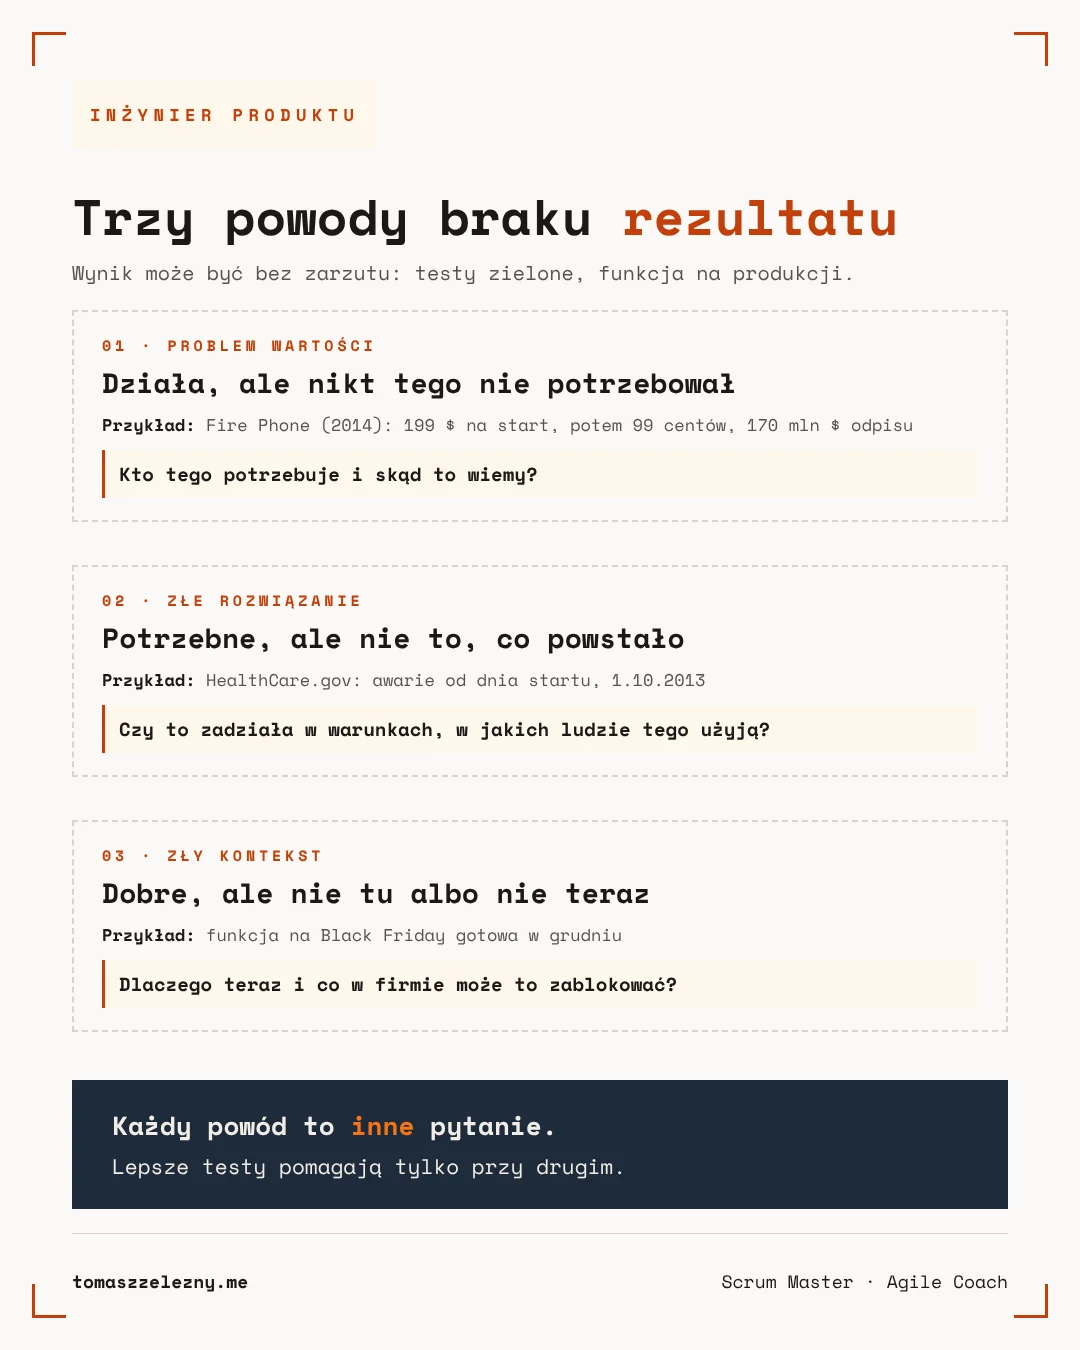 INŻYNIER PRODUKTU
Trzy powody braku rezultatu
Wynik może być bez zarzutu: testy zielone, funkcja na produkcji.
01 · PROBLEM WARTOŚCI
Działa, ale nikt tego nie potrzebował
Przykład: Fire Phone (2014): 199 $ na start, potem 99 centów, 170 mln $ odpisu
Kto tego potrzebuje i skąd to wiemy?
02 · ZŁE ROZWIĄZANIE
Potrzebne, ale nie to, co powstało
Przykład: HealthCare.gov: awarie od dnia startu, 1.10.2013
Czy to zadziała w warunkach, w jakich ludzie tego użyją?
03 · ZŁY KONTEKST
Dobre, ale nie tu albo nie teraz
Przykład: funkcja na Black Friday gotowa w grudniu
Dlaczego teraz i co w firmie może to zablokować?
Każdy powód to inne pytanie.
Lepsze testy pomagają tylko przy drugim.
tomaszzelezny.me
Scrum Master · Agile Coach